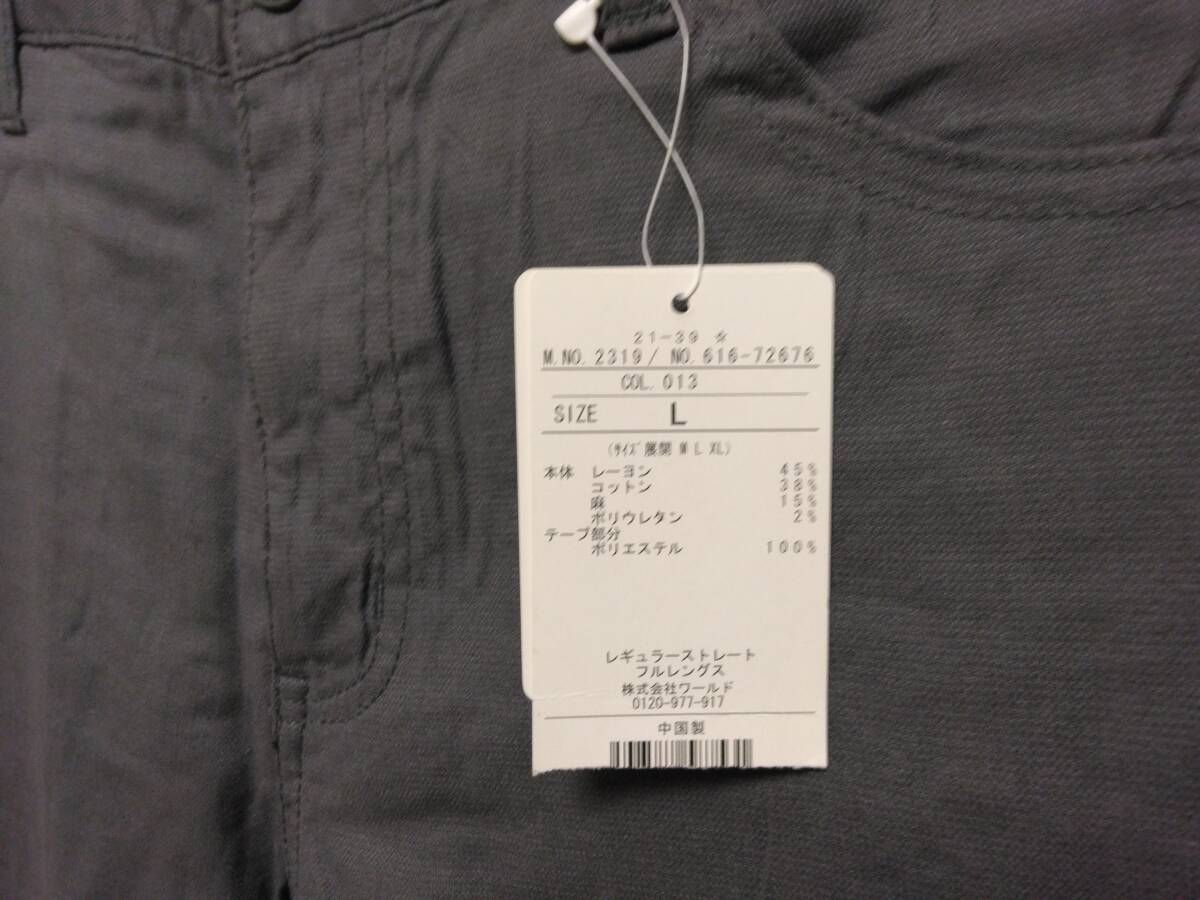 21-39 ☆
M.NO.2319/ NO.616-72676
COL.013
SIZE L
(ｻｲｽﾞ展開 M L XL)
本体 レーヨン 45%
コットン 38%
麻 15%
ポリウレタン 2%
テープ部分
ポリエステル 100%
レギュラーストレート
フルレングス
株式会社ワールド
0120-977-917
中国製